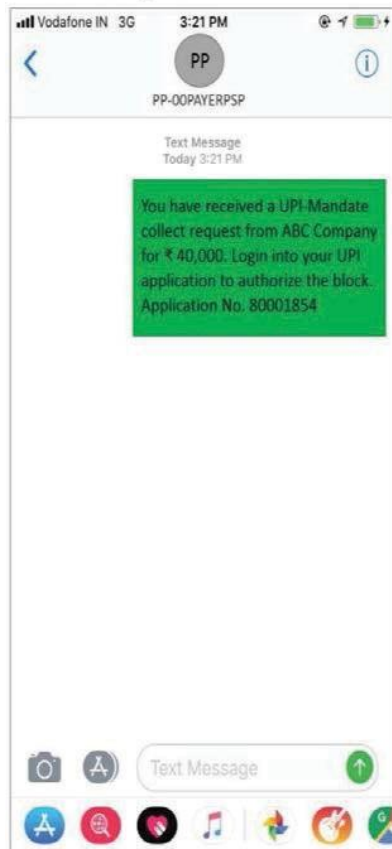 Vodafone IN 3G 3:21 PM
PP
PP-OOPAYERPSP
Text Message
Today 3:21 PM
You have received a UPI-Mandate
collect request from ABC Company
for ₹ 40,000. Login into your UPI
application to authorize the block.
Application No. 80001854
Text Message